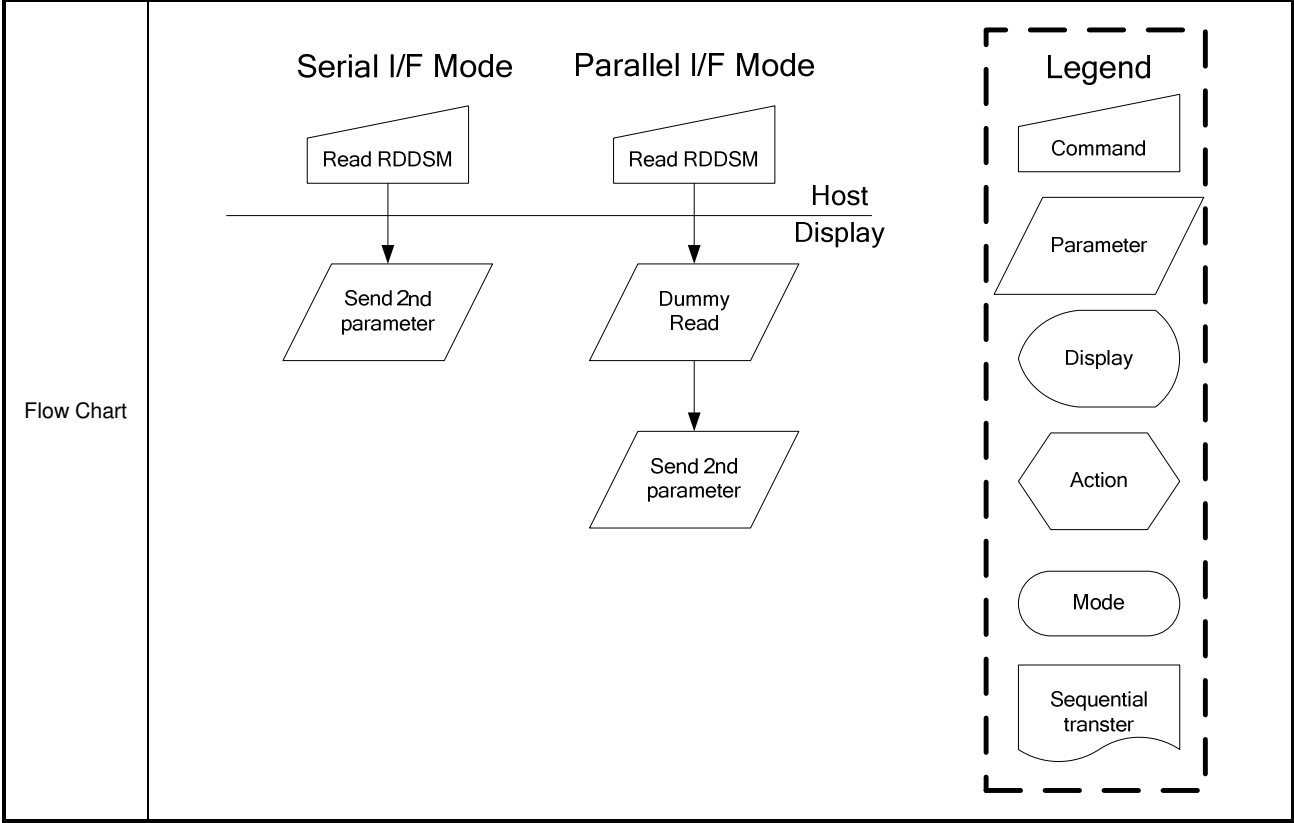 Flow Chart
Serial I/F Mode
Parallel I/F Mode
Read RDDSM
Read RDDSM
Host
Display
Send 2nd
parameter
Dummy
Read
Send 2nd
parameter
Legend
Command
Parameter
Display
Action
Mode
Sequential
transter